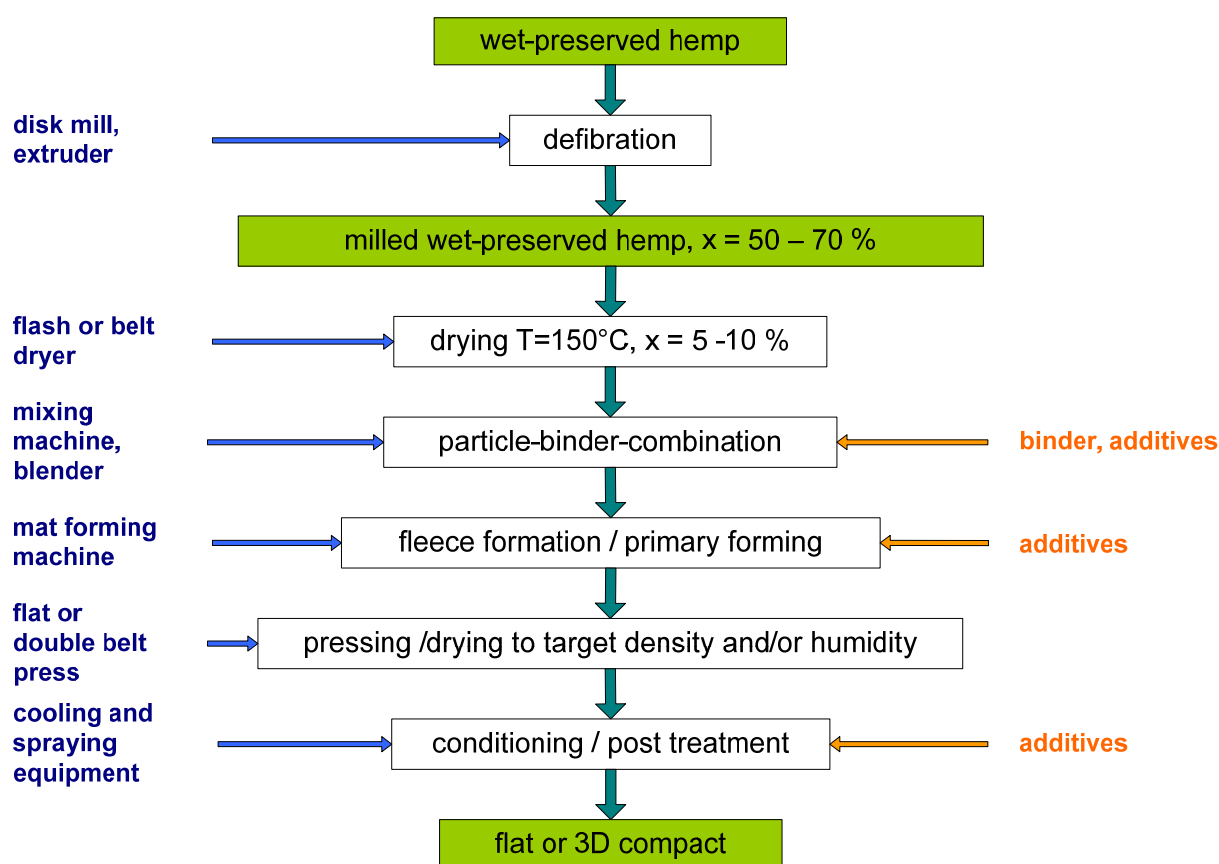 wet-preserved hemp
disk mill,
extruder
defibration
milled wet-preserved hemp, x = 50 – 70 %
flash or belt
dryer
drying T=150°C, x = 5 -10 %
mixing
machine,
blender
particle-binder-combination
binder, additives
mat forming
machine
fleece formation / primary forming
additives
flat or
double belt
press
pressing /drying to target density and/or humidity
cooling and
spraying
equipment
conditioning / post treatment
additives
flat or 3D compact